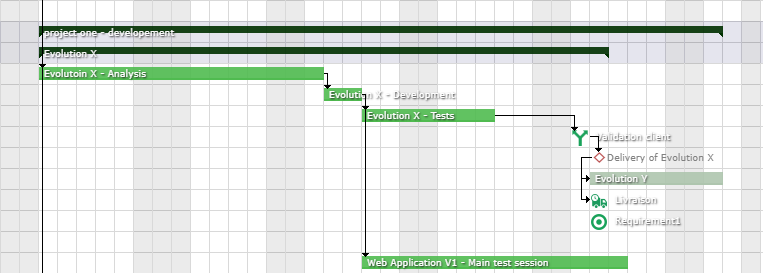 project one - developement
Evolution X
Evolutoin X - Analysis
Evolution X - Development
Evolution X - Tests
Validation client
Delivery of Evolution X
Evolution Y
Livraison
Requirement1
Web Application V1 - Main test session